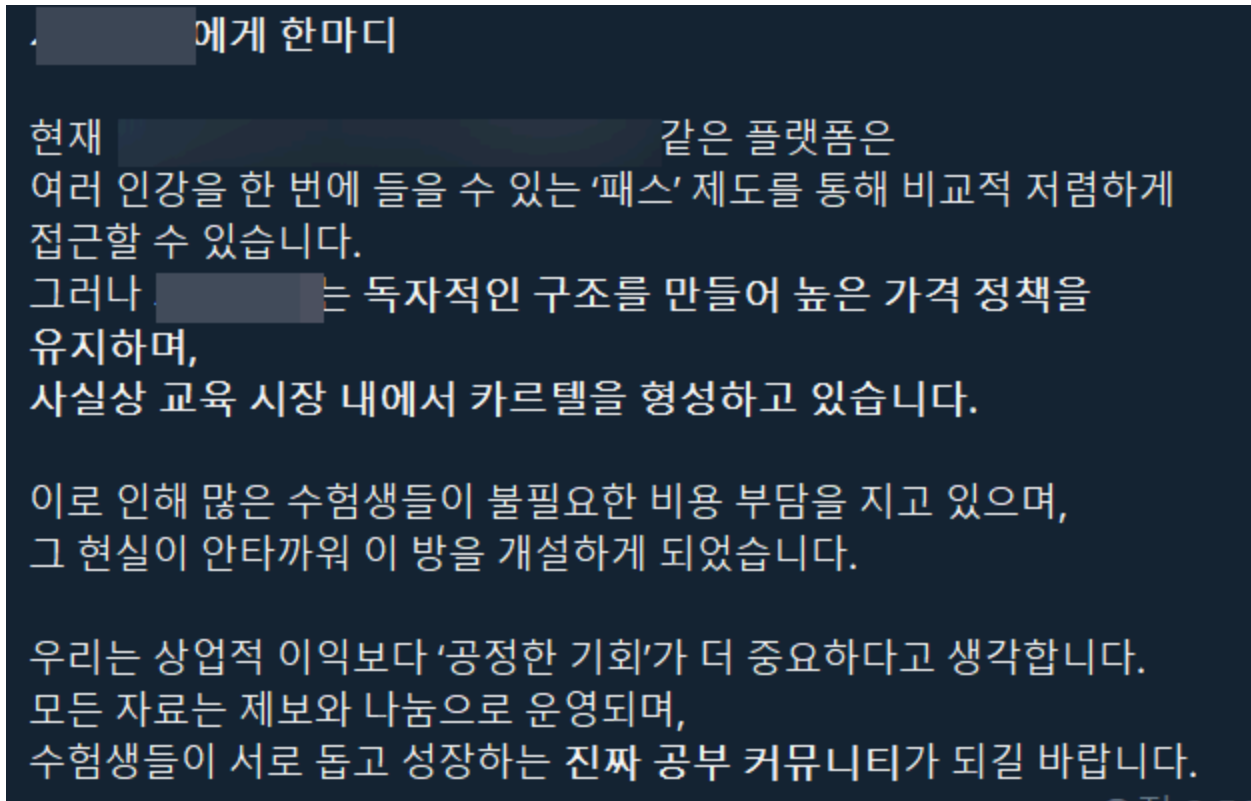 에게 한마디
현재 같은 플랫폼은
여러 인강을 한 번에 들을 수 있는 ‘패스’ 제도를 통해 비교적 저렴하게
접근할 수 있습니다.
그러나 는 독자적인 구조를 만들어 높은 가격 정책을
유지하며,
사실상 교육 시장 내에서 카르텔을 형성하고 있습니다.
이로 인해 많은 수험생들이 불필요한 비용 부담을 지고 있으며,
그 현실이 안타까워 이 방을 개설하게 되었습니다.
우리는 상업적 이익보다 ‘공정한 기회’가 더 중요하다고 생각합니다.
모든 자료는 제보와 나눔으로 운영되며,
수험생들이 서로 돕고 성장하는 진짜 공부 커뮤니티가 되길 바랍니다.